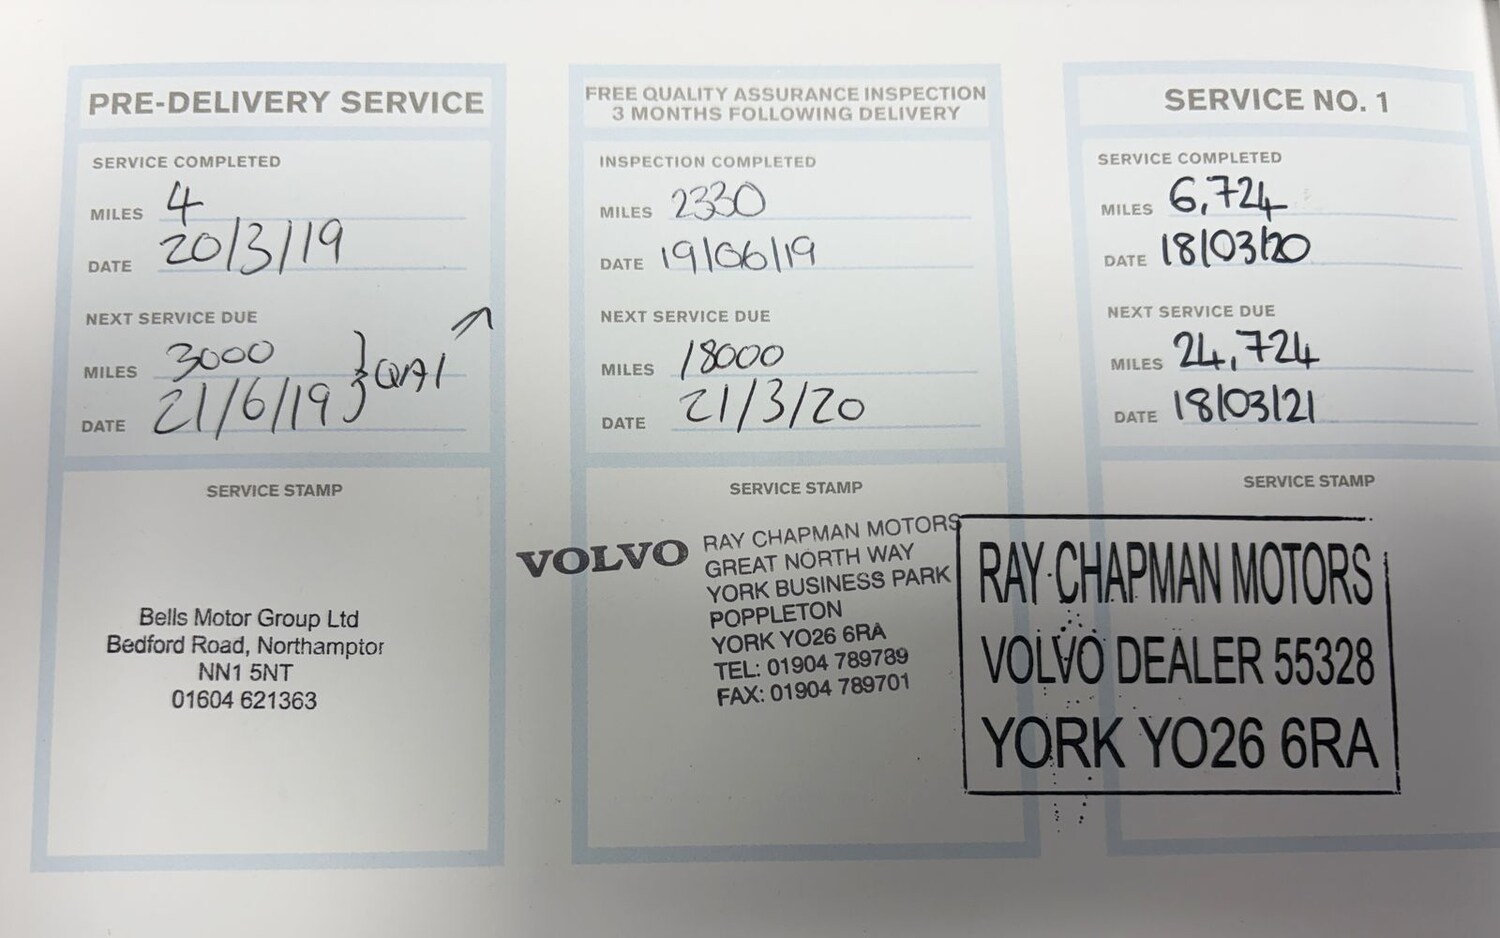 PRE-DELIVERY SERVICE
SERVICE COMPLETED
MILES 4
DATE 20/3/19
NEXT SERVICE DUE
MILES 3000
DATE 21/6/19
} QAI
SERVICE STAMP
Bells Motor Group Ltd
Bedford Road, Northamptor
NN1 5NT
01604 621363
FREE QUALITY ASSURANCE INSPECTION
3 MONTHS FOLLOWING DELIVERY
INSPECTION COMPLETED
MILES 2330
DATE 19/06/19
NEXT SERVICE DUE
MILES 18000
DATE 21/3/20
SERVICE STAMP
VOLVO
RAY CHAPMAN MOTORS
GREAT NORTH WAY
YORK BUSINESS PARK
POPPLETON
YORK YO26 6RA
TEL: 01904 789789
FAX: 01904 789701
SERVICE NO. 1
SERVICE COMPLETED
MILES 6,724
DATE 18/03/20
NEXT SERVICE DUE
MILES 24,724
DATE 18/03/21
SERVICE STAMP
RAY CHAPMAN MOTORS
VOLVO DEALER 55328
YORK YO26 6RA